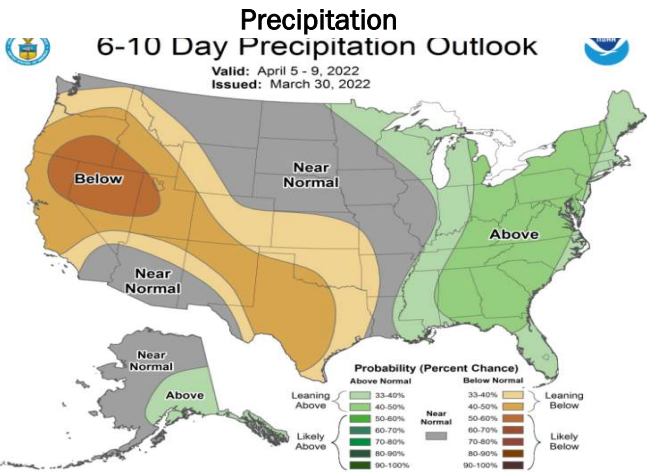 Precipitation
6-10 Day Precipitation Outlook
Valid: April 5 - 9, 2022
Issued: March 30, 2022
Near
Normal
Below
Above
Near
Normal
Near
Normal
Above
Probability (Percent Chance)
Above Normal
Below Normal
Leaning
Above
33-40%
40-50%
Likely
Above
50-60%
60-70%
70-80%
80-90%
90-100%
Near
Normal
33-40%
40-50%
Leaning
Below
50-60%
60-70%
70-80%
80-90%
90-100%
Likely
Below